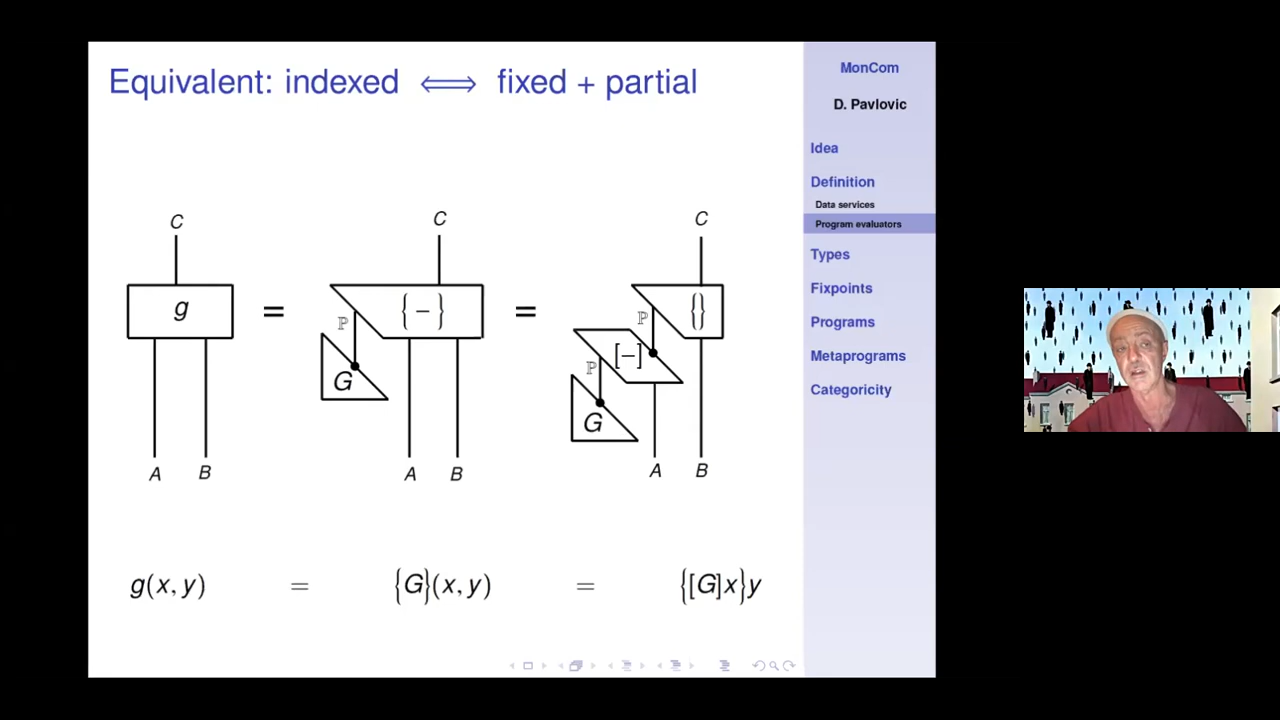 Equivalent: indexed ⟺ fixed + partial
MonCom
D. Pavlovic
Idea
Definition
Data services
Program evaluators
Types
Fixpoints
Programs
Metaprograms
Categoricity
C
C
C
g
=
ℙ
{−}
=
ℙ
{}
ℙ
[−]
G
G
A
B
A
B
A
B
g(x, y) = {G}(x, y) = {[G]x}y